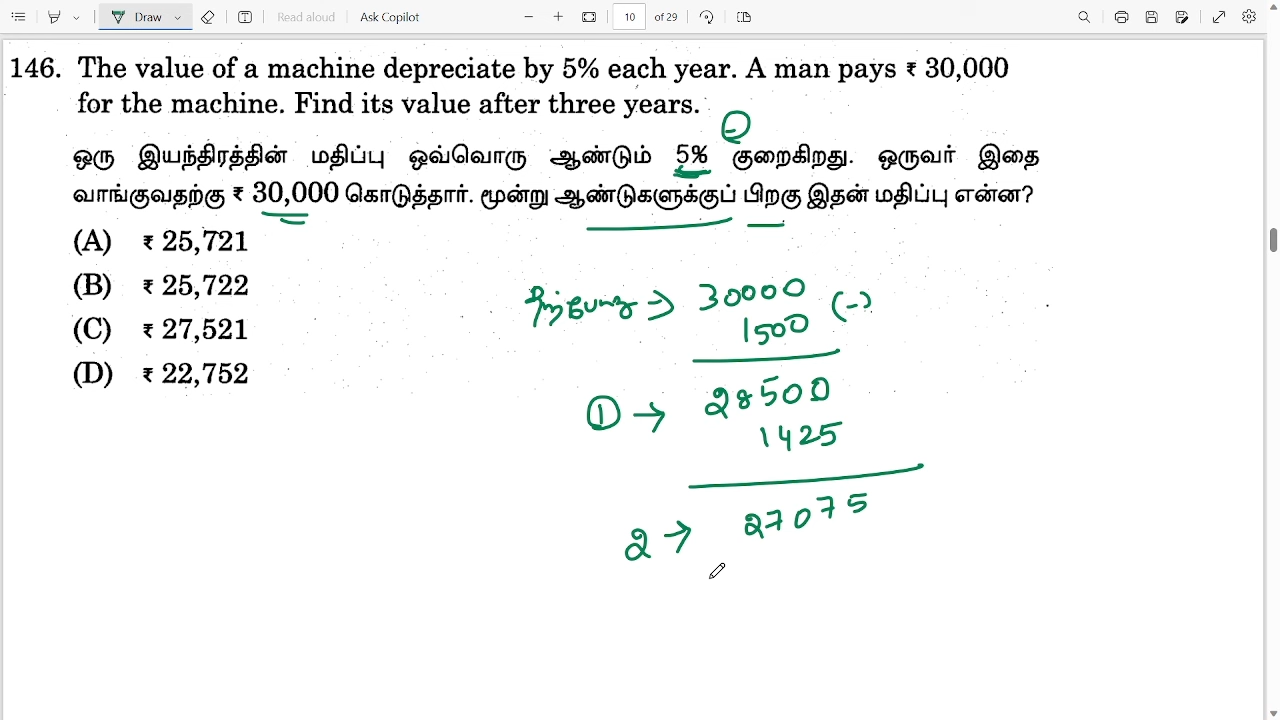 Draw
Read aloud
Ask Copilot
10
of 29
146. The value of a machine depreciate by 5% each year. A man pays ₹ 30,000
for the machine. Find its value after three years.
ஒரு இயந்திரத்தின் மதிப்பு ஒவ்வொரு ஆண்டும் 5% குறைகிறது. ஒருவர் இதை
வாங்குவதற்கு ₹ 30,000 கொடுத்தார். மூன்று ஆண்டுகளுக்குப் பிறகு இதன் மதிப்பு என்ன?
(A) ₹ 25,721
(B) ₹ 25,722
(C) ₹ 27,521
(D) ₹ 22,752
→ 30000 (-)
1500
① → 28500
1425
2 → 27075